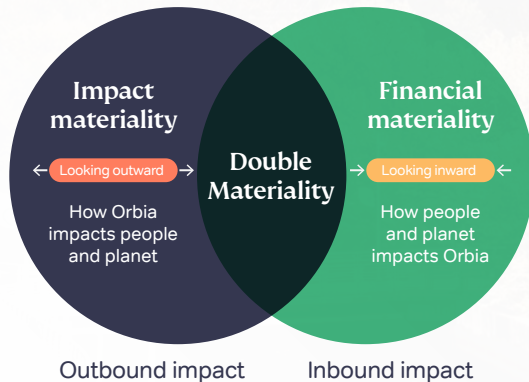 Impact
materiality
Looking outward
How Orbia
impacts people
and planet
Double
Materiality
Financial
materiality
Looking inward
How people
and planet
impacts Orbia
Outbound impact
Inbound impact